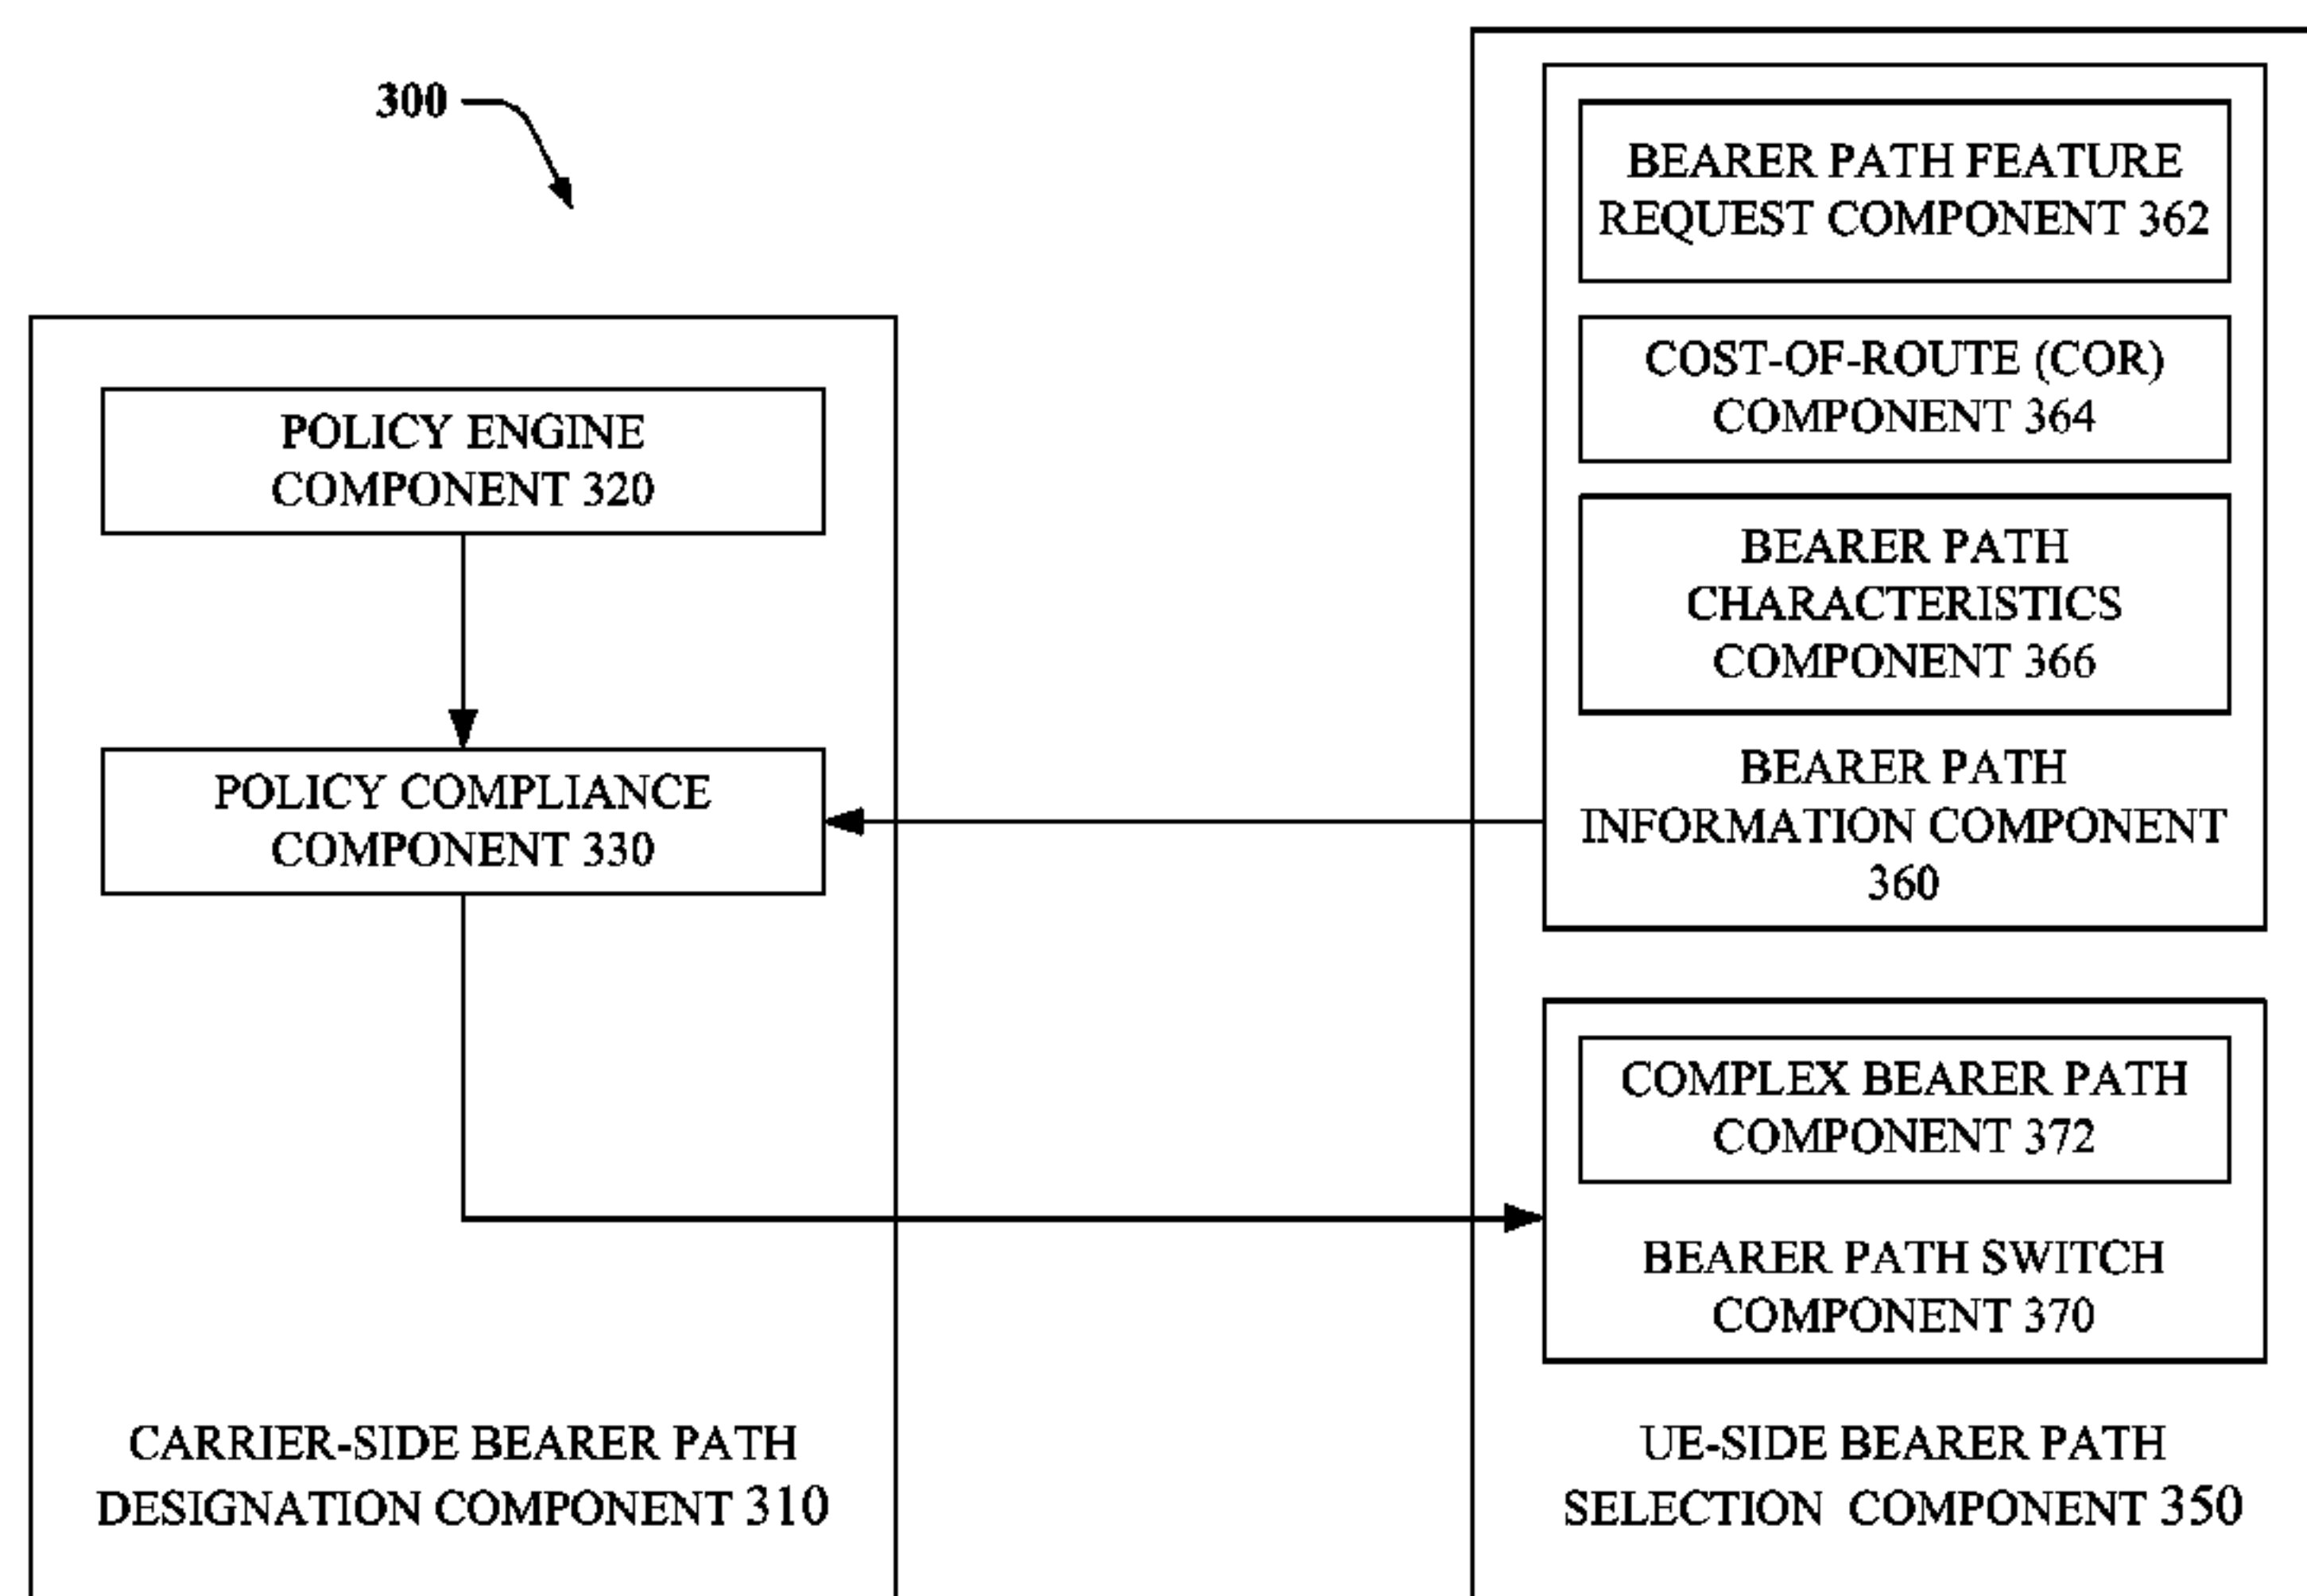 300
POLICY ENGINE
COMPONENT 320
POLICY COMPLIANCE
COMPONENT 330
CARRIER-SIDE BEARER PATH
DESIGNATION COMPONENT 310
BEARER PATH FEATURE
REQUEST COMPONENT 362
COST-OF-ROUTE (COR)
COMPONENT 364
BEARER PATH
CHARACTERISTICS
COMPONENT 366
BEARER PATH
INFORMATION COMPONENT
360
COMPLEX BEARER PATH
COMPONENT 372
BEARER PATH SWITCH
COMPONENT 370
UE-SIDE BEARER PATH
SELECTION COMPONENT 350